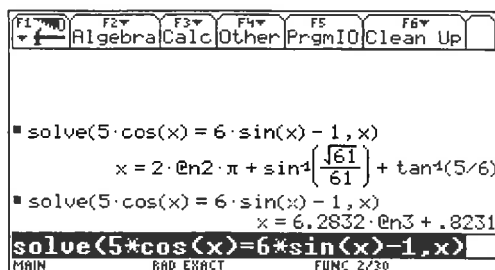 F1 F2 F3 F4 F5 F6
Algebra Calc Other PrgmIO Clean Up
solve(5·cos(x) = 6·sin(x) − 1, x)
x = 2·@n2·π + sin⁻¹(√61/61) + tan⁻¹(5/6)
solve(5·cos(x) = 6·sin(x) − 1, x)
x = 6.2832·@n3 + .8231
solve(5*cos(x)=6*sin(x)-1,x)
MAIN RAD EXACT FUNC 2/30